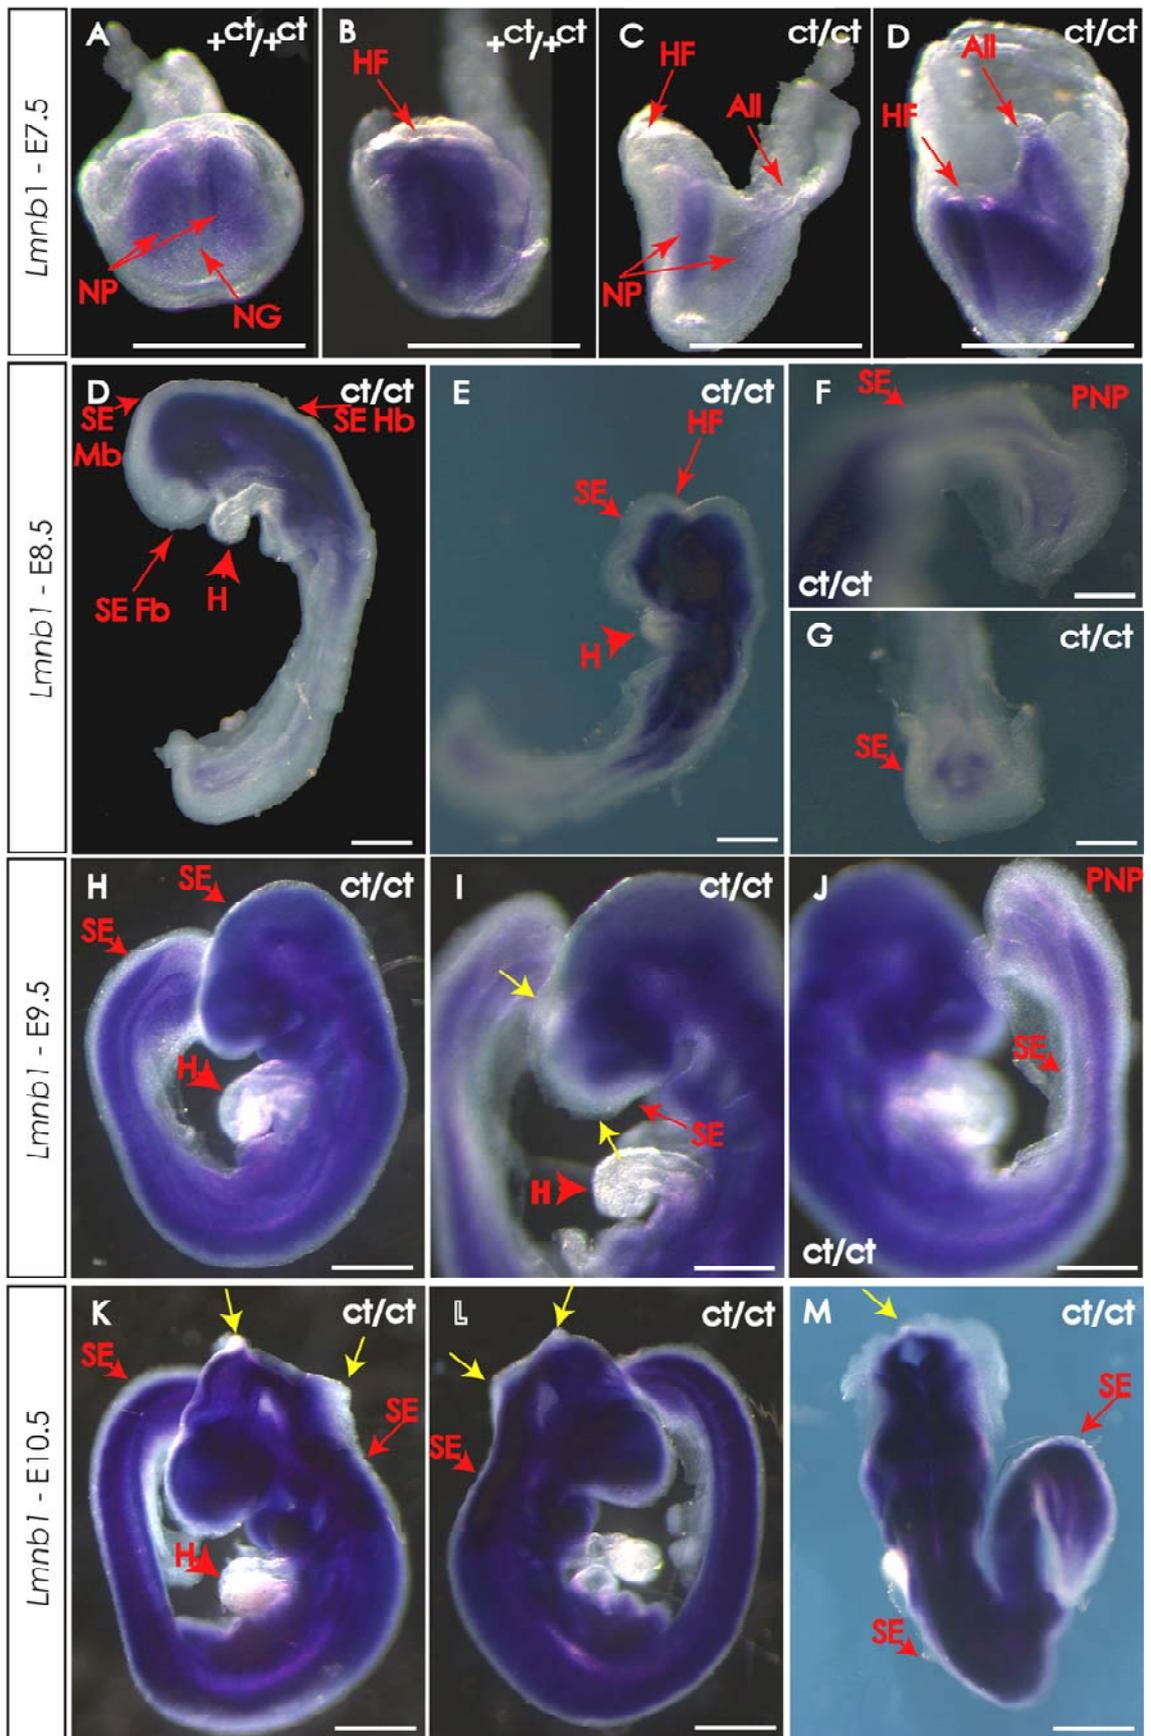 Lmnb1 - E7.5
A
+ct/+ct
NP
NG
B
+ct/+ct
HF
C
ct/ct
HF
All
NP
D
ct/ct
All
HF
Lmnb1 - E8.5
D
ct/ct
SE
Mb
SE Hb
SE Fb
H
E
ct/ct
HF
SE
H
F
SE
PNP
ct/ct
G
ct/ct
SE
Lmnb1 - E9.5
H
ct/ct
SE
SE
H
I
ct/ct
SE
H
J
PNP
SE
ct/ct
Lmnb1 - E10.5
K
ct/ct
SE
SE
H
L
ct/ct
SE
M
ct/ct
SE
SE